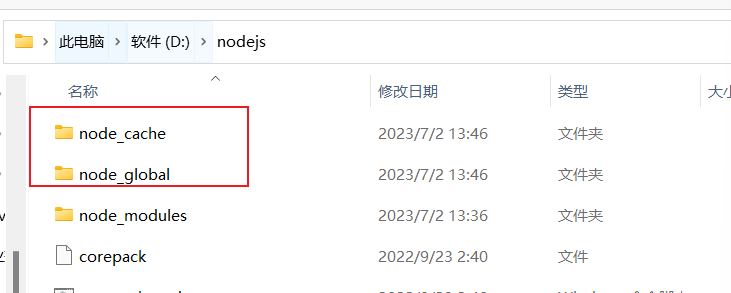 此电脑 软件 (D:) nodejs
名称 修改日期 类型
node_cache 2023/7/2 13:46 文件夹
node_global 2023/7/2 13:46 文件夹
node_modules 2023/7/2 13:36 文件夹
corepack 2022/9/23 2:40 文件